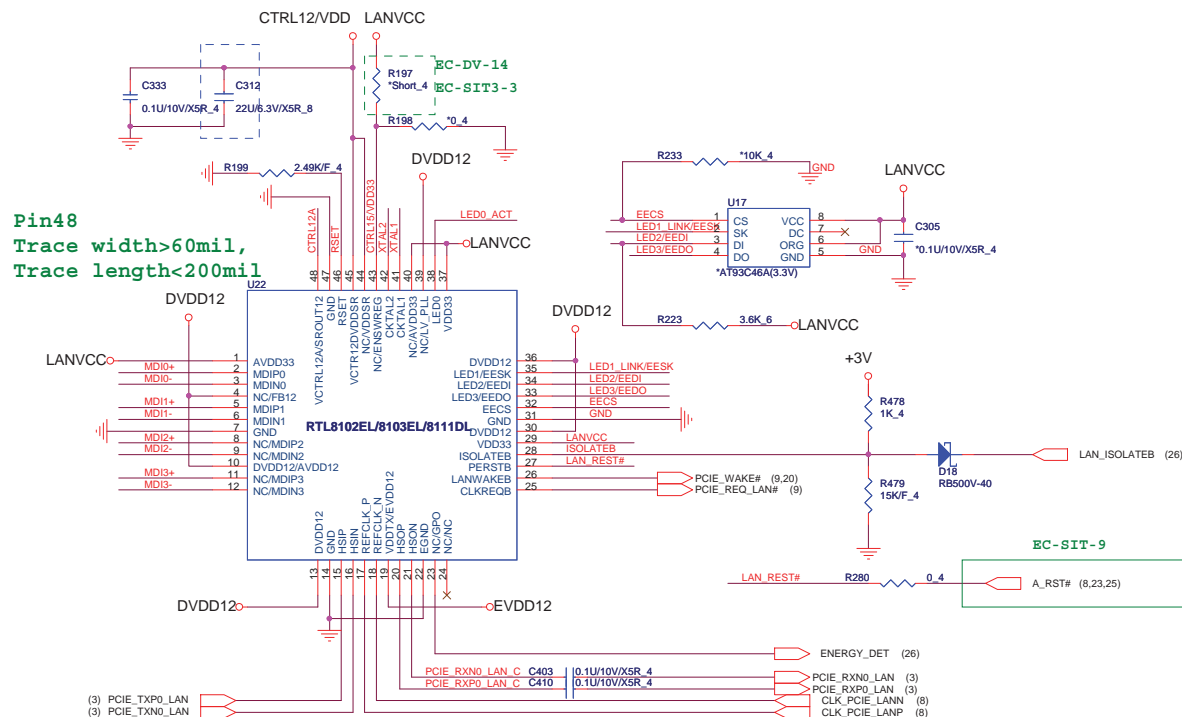 CTRL12/VDD LANVCC
EC-DV-14
EC-SIT3-3
R197
*Short_4
C333
0.1U/10V/X5R_4
C312
22U/6.3V/X5R_8
R198 *0_4
R199 2.49K/F_4
DVDD12
LANVCC
Pin48
Trace width>60mil,
Trace length<200mil
CTRL12A
RSET
CTRL15/VDD33
XTAL2
XTAL1
LED0_ACT
48 47 46 45 44 43 42 41 40 39 38 37
U22
VCTRL12A/SROUT12
GND
RSET
VCTR12DVDDSR
NC/VDDSR
NC/ENSWREG
CKTAL2
CKTAL1
NC/AVDD33
NC/LV_PLL
LED0
VDD33
DVDD12
LANVCC
MDI0+
MDI0-
MDI1+
MDI1-
MDI2+
MDI2-
MDI3+
MDI3-
1 AVDD33
2 MDIP0
3 MDIN0
4 NC/FB12
5 MDIP1
6 MDIN1
7 GND
8 NC/MDIP2
9 NC/MDIN2
10 DVDD12/AVDD12
11 NC/MDIP3
12 NC/MDIN3
RTL8102EL/8103EL/8111DL
DVDD12 36
LED1/EESK 35 LED1_LINK/EESK
LED2/EEDI 34 LED2/EEDI
LED3/EEDO 33 LED3/EEDO
EECS 32 EECS
GND 31 GND
DVDD12 30
VDD33 29 LANVCC
ISOLATEB 28 ISOLATEB
PERSTB 27 LAN_REST#
LANWAKEB 26 PCIE_WAKE# (9,20)
CLKREQB 25 PCIE_REQ_LAN# (9)
DVDD12
DVDD12
GND
HSIP
HSIN
REFCLK_P
REFCLK_N
VDDTX/EVDD12
HSOP
HSON
EGND
NC/GPO
NC/NC
13 14 15 16 17 18 19 20 21 22 23 24
DVDD12
EVDD12
R233 *10K_4
GND
LANVCC
U17
EECS 1 CS VCC 8
LED1_LINK/EESK 2 SK DC 7
LED2/EEDI 3 DI ORG 6
LED3/EEDO 4 DO GND 5
GND
*AT93C46A(3.3V)
C305
*0.1U/10V/X5R_4
R223 3.6K_6 LANVCC
+3V
R478
1K_4
D18
RB500V-40
LAN_ISOLATEB (26)
R479
15K/F_4
EC-SIT-9
LAN_REST# R280 0_4 A_RST# (8,23,25)
ENERGY_DET (26)
PCIE_RXN0_LAN_C C403 0.1U/10V/X5R_4 PCIE_RXN0_LAN (3)
PCIE_RXP0_LAN_C C410 0.1U/10V/X5R_4 PCIE_RXP0_LAN (3)
(3) PCIE_TXP0_LAN
(3) PCIE_TXN0_LAN
CLK_PCIE_LANN (8)
CLK_PCIE_LANP (8)